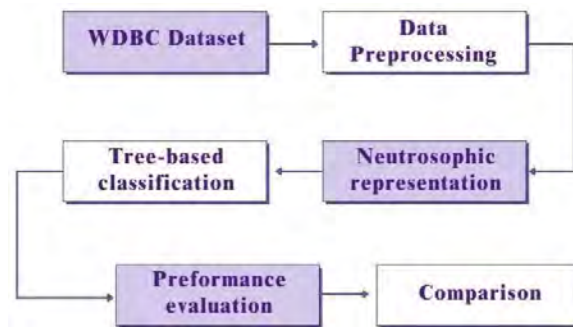 WDBC Dataset
Data
Preprocessing
Neutrosophic
representation
Tree-based
classification
Preformance
evaluation
Comparison